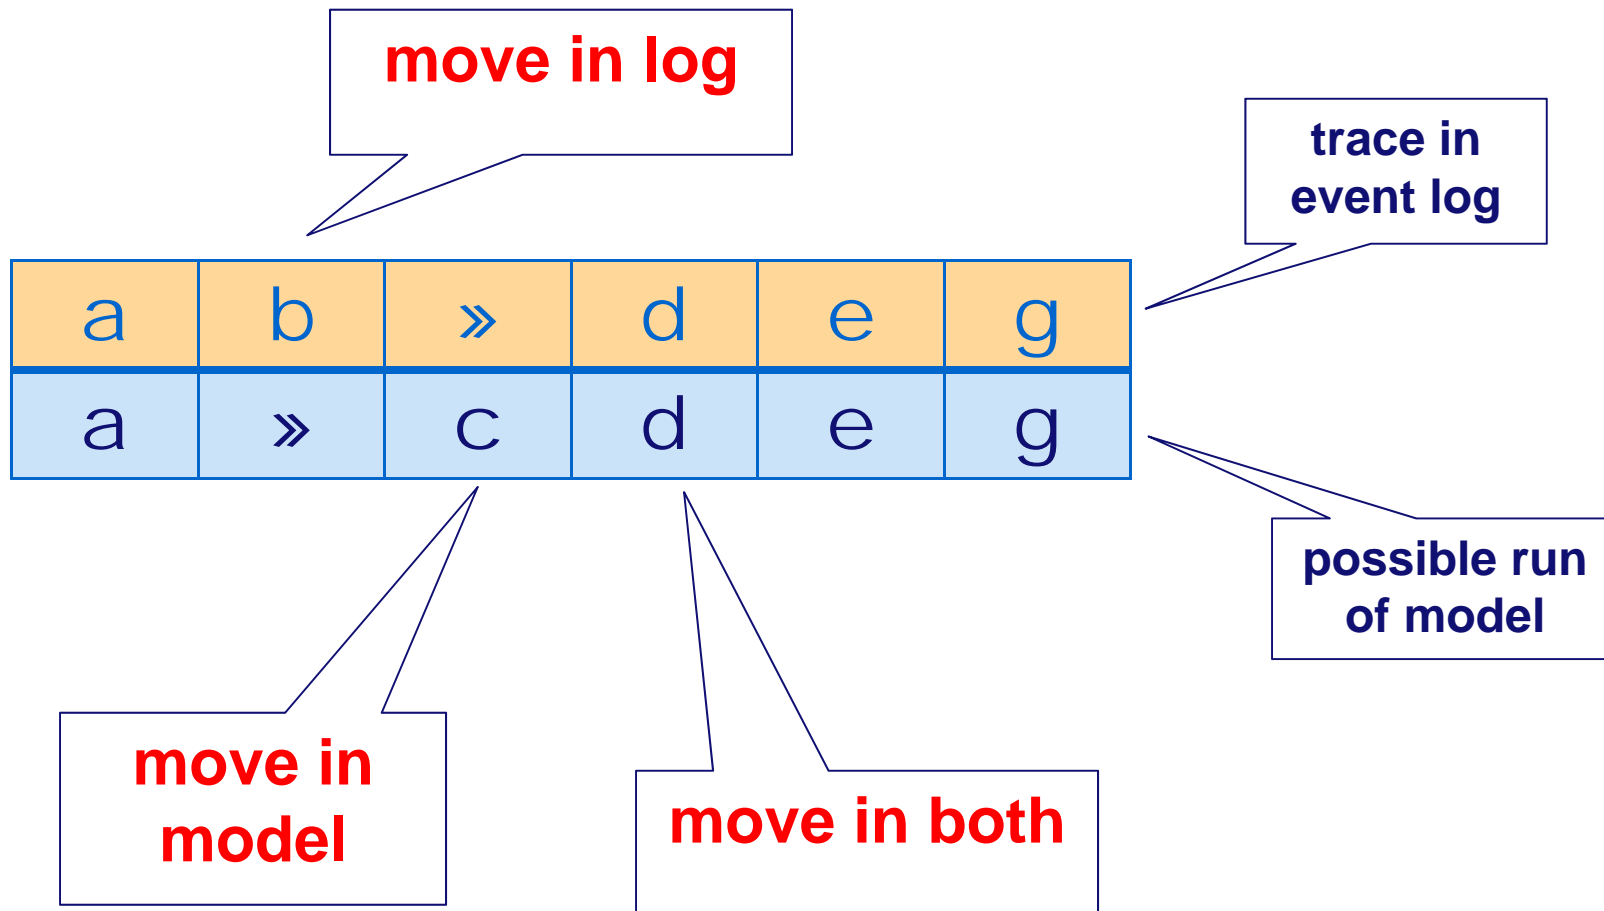 move in log
trace in
event log
a b » d e g
a » c d e g
possible run
of model
move in
model
move in both